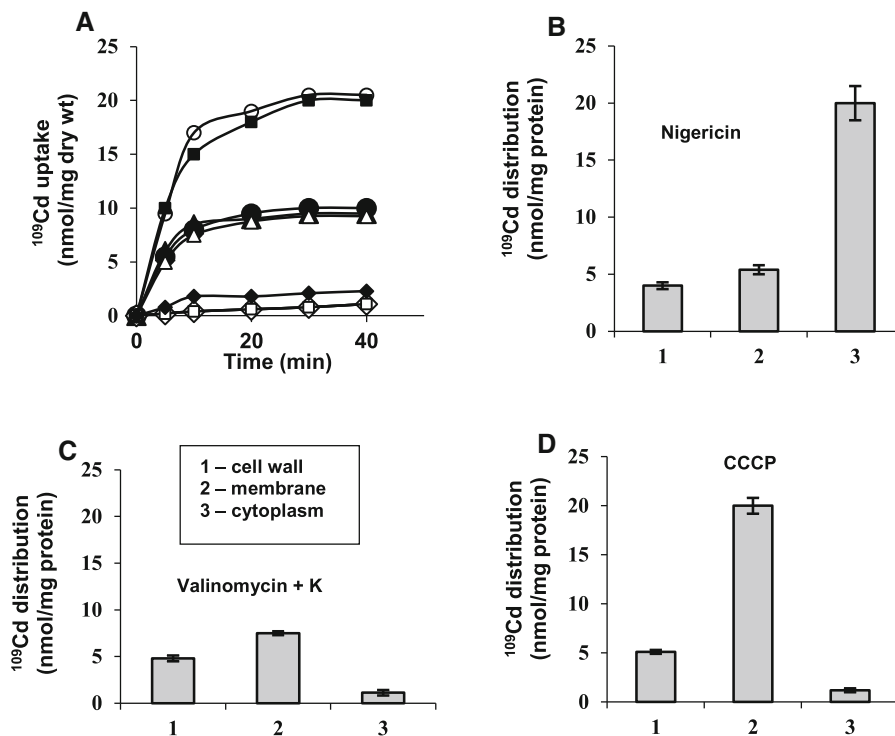 A
25
20
15
10
5
0
¹⁰⁹Cd uptake
(nmol/mg dry wt)
0
20
40
Time (min)
B
25
20
15
10
5
0
¹⁰⁹Cd distribution
(nmol/mg protein)
Nigericin
1
2
3
C
25
20
15
10
5
0
¹⁰⁹Cd distribution
(nmol/mg protein)
1 – cell wall
2 – membrane
3 – cytoplasm
Valinomycin + K
1
2
3
D
25
20
15
10
5
0
¹⁰⁹Cd distribution
(nmol/mg protein)
CCCP
1
2
3